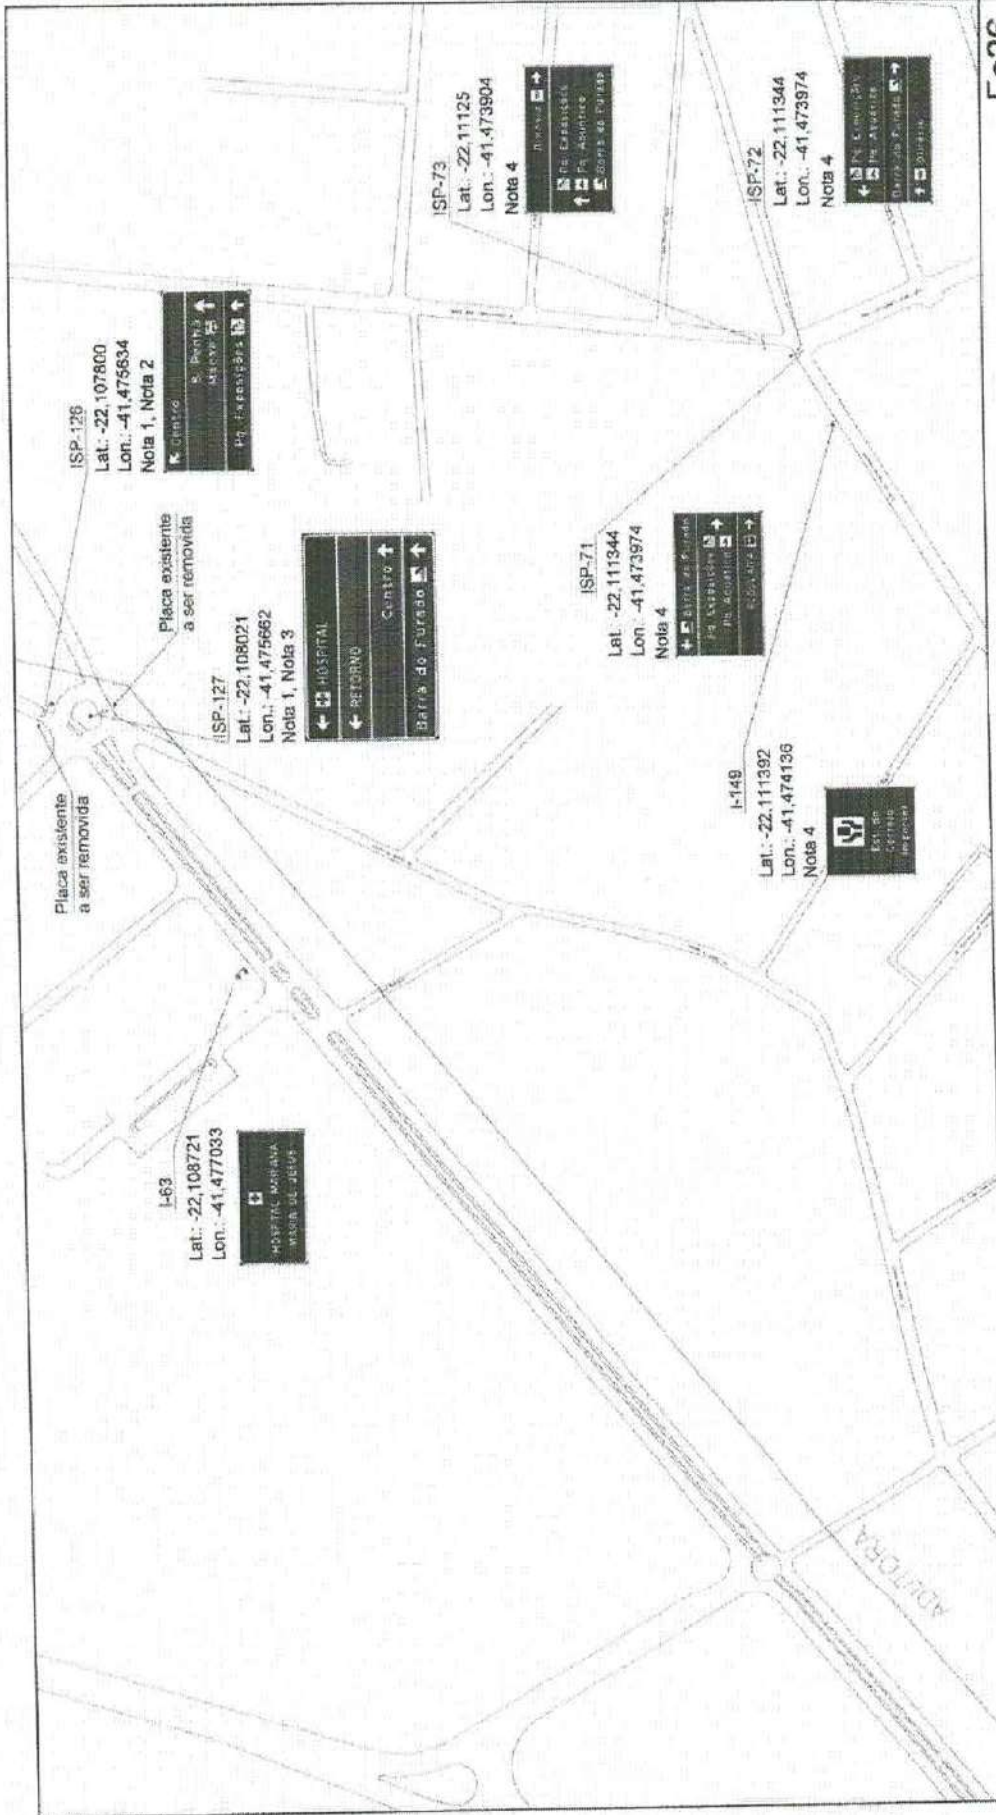 Placa existente
a ser removida
I-63
Lat.: -22,108721
Lon.: -41,477033
HOSPITAL MARIANA
MARIA DE JESUS
ISP-126
Lat.: -22,107800
Lon.: -41,475634
Nota 1, Nota 2
Centro
B. Penha
Pq. Exposições
Placa existente
a ser removida
ISP-127
Lat.: -22,108021
Lon.: -41,475662
Nota 1, Nota 3
HOSPITAL
RETORNO
Centro
Barra do Furado
ISP-73
Lat.: -22,11125
Lon.: -41,473904
Nota 4
Pq. Exposições
Pq. Aquático
Barra do Furado
ISP-71
Lat.: -22,111344
Lon.: -41,473974
Nota 4
Barra do Furado
Pq. Exposições
Pq. Aquático
ISP-72
Lat.: -22,111344
Lon.: -41,473974
Nota 4
Pq. Aquático
Barra do Furado
I-149
Lat.: -22,111392
Lon.: -41,474136
Nota 4
ADUTORA